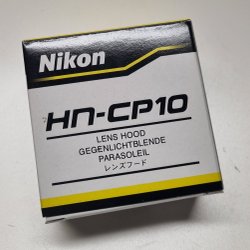 Nikon
HN-CP10
LENS HOOD
GEGENLICHTBLENDE
PARASOLEIL
レンズフード